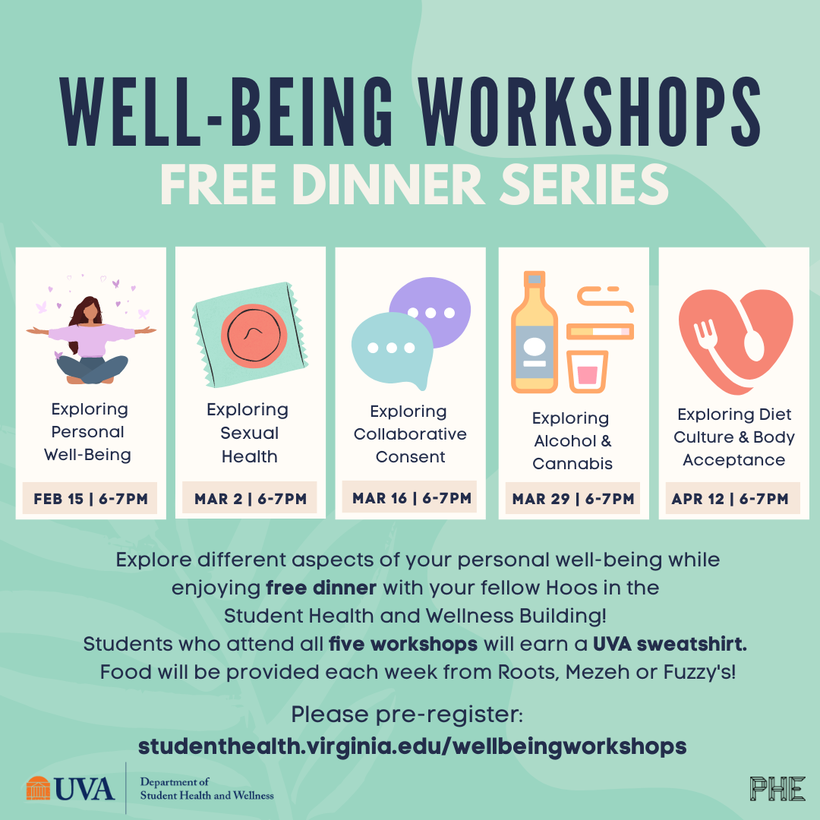 WELL-BEING WORKSHOPS
FREE DINNER SERIES
Exploring
Personal
Well-Being
FEB 15 | 6-7PM
Exploring
Sexual
Health
MAR 2 | 6-7PM
Exploring
Collaborative
Consent
MAR 16 | 6-7PM
Exploring
Alcohol &
Cannabis
MAR 29 | 6-7PM
Exploring Diet
Culture & Body
Acceptance
APR 12 | 6-7PM
Explore different aspects of your personal well-being while
enjoying free dinner with your fellow Hoos in the
Student Health and Wellness Building!
Students who attend all five workshops will earn a UVA sweatshirt.
Food will be provided each week from Roots, Mezeh or Fuzzy's!
Please pre-register:
studenthealth.virginia.edu/wellbeingworkshops
UVA
Department of
Student Health and Wellness
PHE